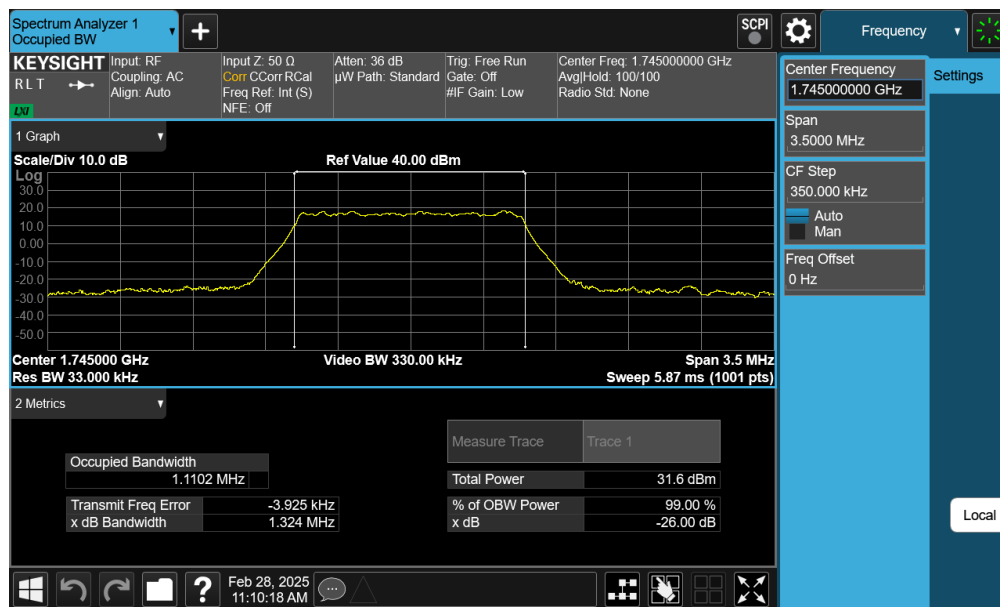 Spectrum Analyzer 1
Occupied BW
+
SCPI
Frequency
KEYSIGHT
RLT
LXI
Input: RF
Coupling: AC
Align: Auto
Input Z: 50 Ω
Corr CCorr RCal
Freq Ref: Int (S)
NFE: Off
Atten: 36 dB
µW Path: Standard
Trig: Free Run
Gate: Off
#IF Gain: Low
Center Freq: 1.745000000 GHz
Avg|Hold: 100/100
Radio Std: None
Center Frequency
1.745000000 GHz
Settings
Span
3.5000 MHz
CF Step
350.000 kHz
Auto
Man
Freq Offset
0 Hz
1 Graph
Scale/Div 10.0 dB
Ref Value 40.00 dBm
Log
30.0
20.0
10.0
0.00
-10.0
-20.0
-30.0
-40.0
-50.0
Center 1.745000 GHz
Video BW 330.00 kHz
Span 3.5 MHz
Res BW 33.000 kHz
Sweep 5.87 ms (1001 pts)
2 Metrics
Measure Trace Trace 1
Occupied Bandwidth
1.1102 MHz
Total Power 31.6 dBm
Transmit Freq Error -3.925 kHz
% of OBW Power 99.00 %
x dB Bandwidth 1.324 MHz
x dB -26.00 dB
Local
?
Feb 28, 2025
11:10:18 AM